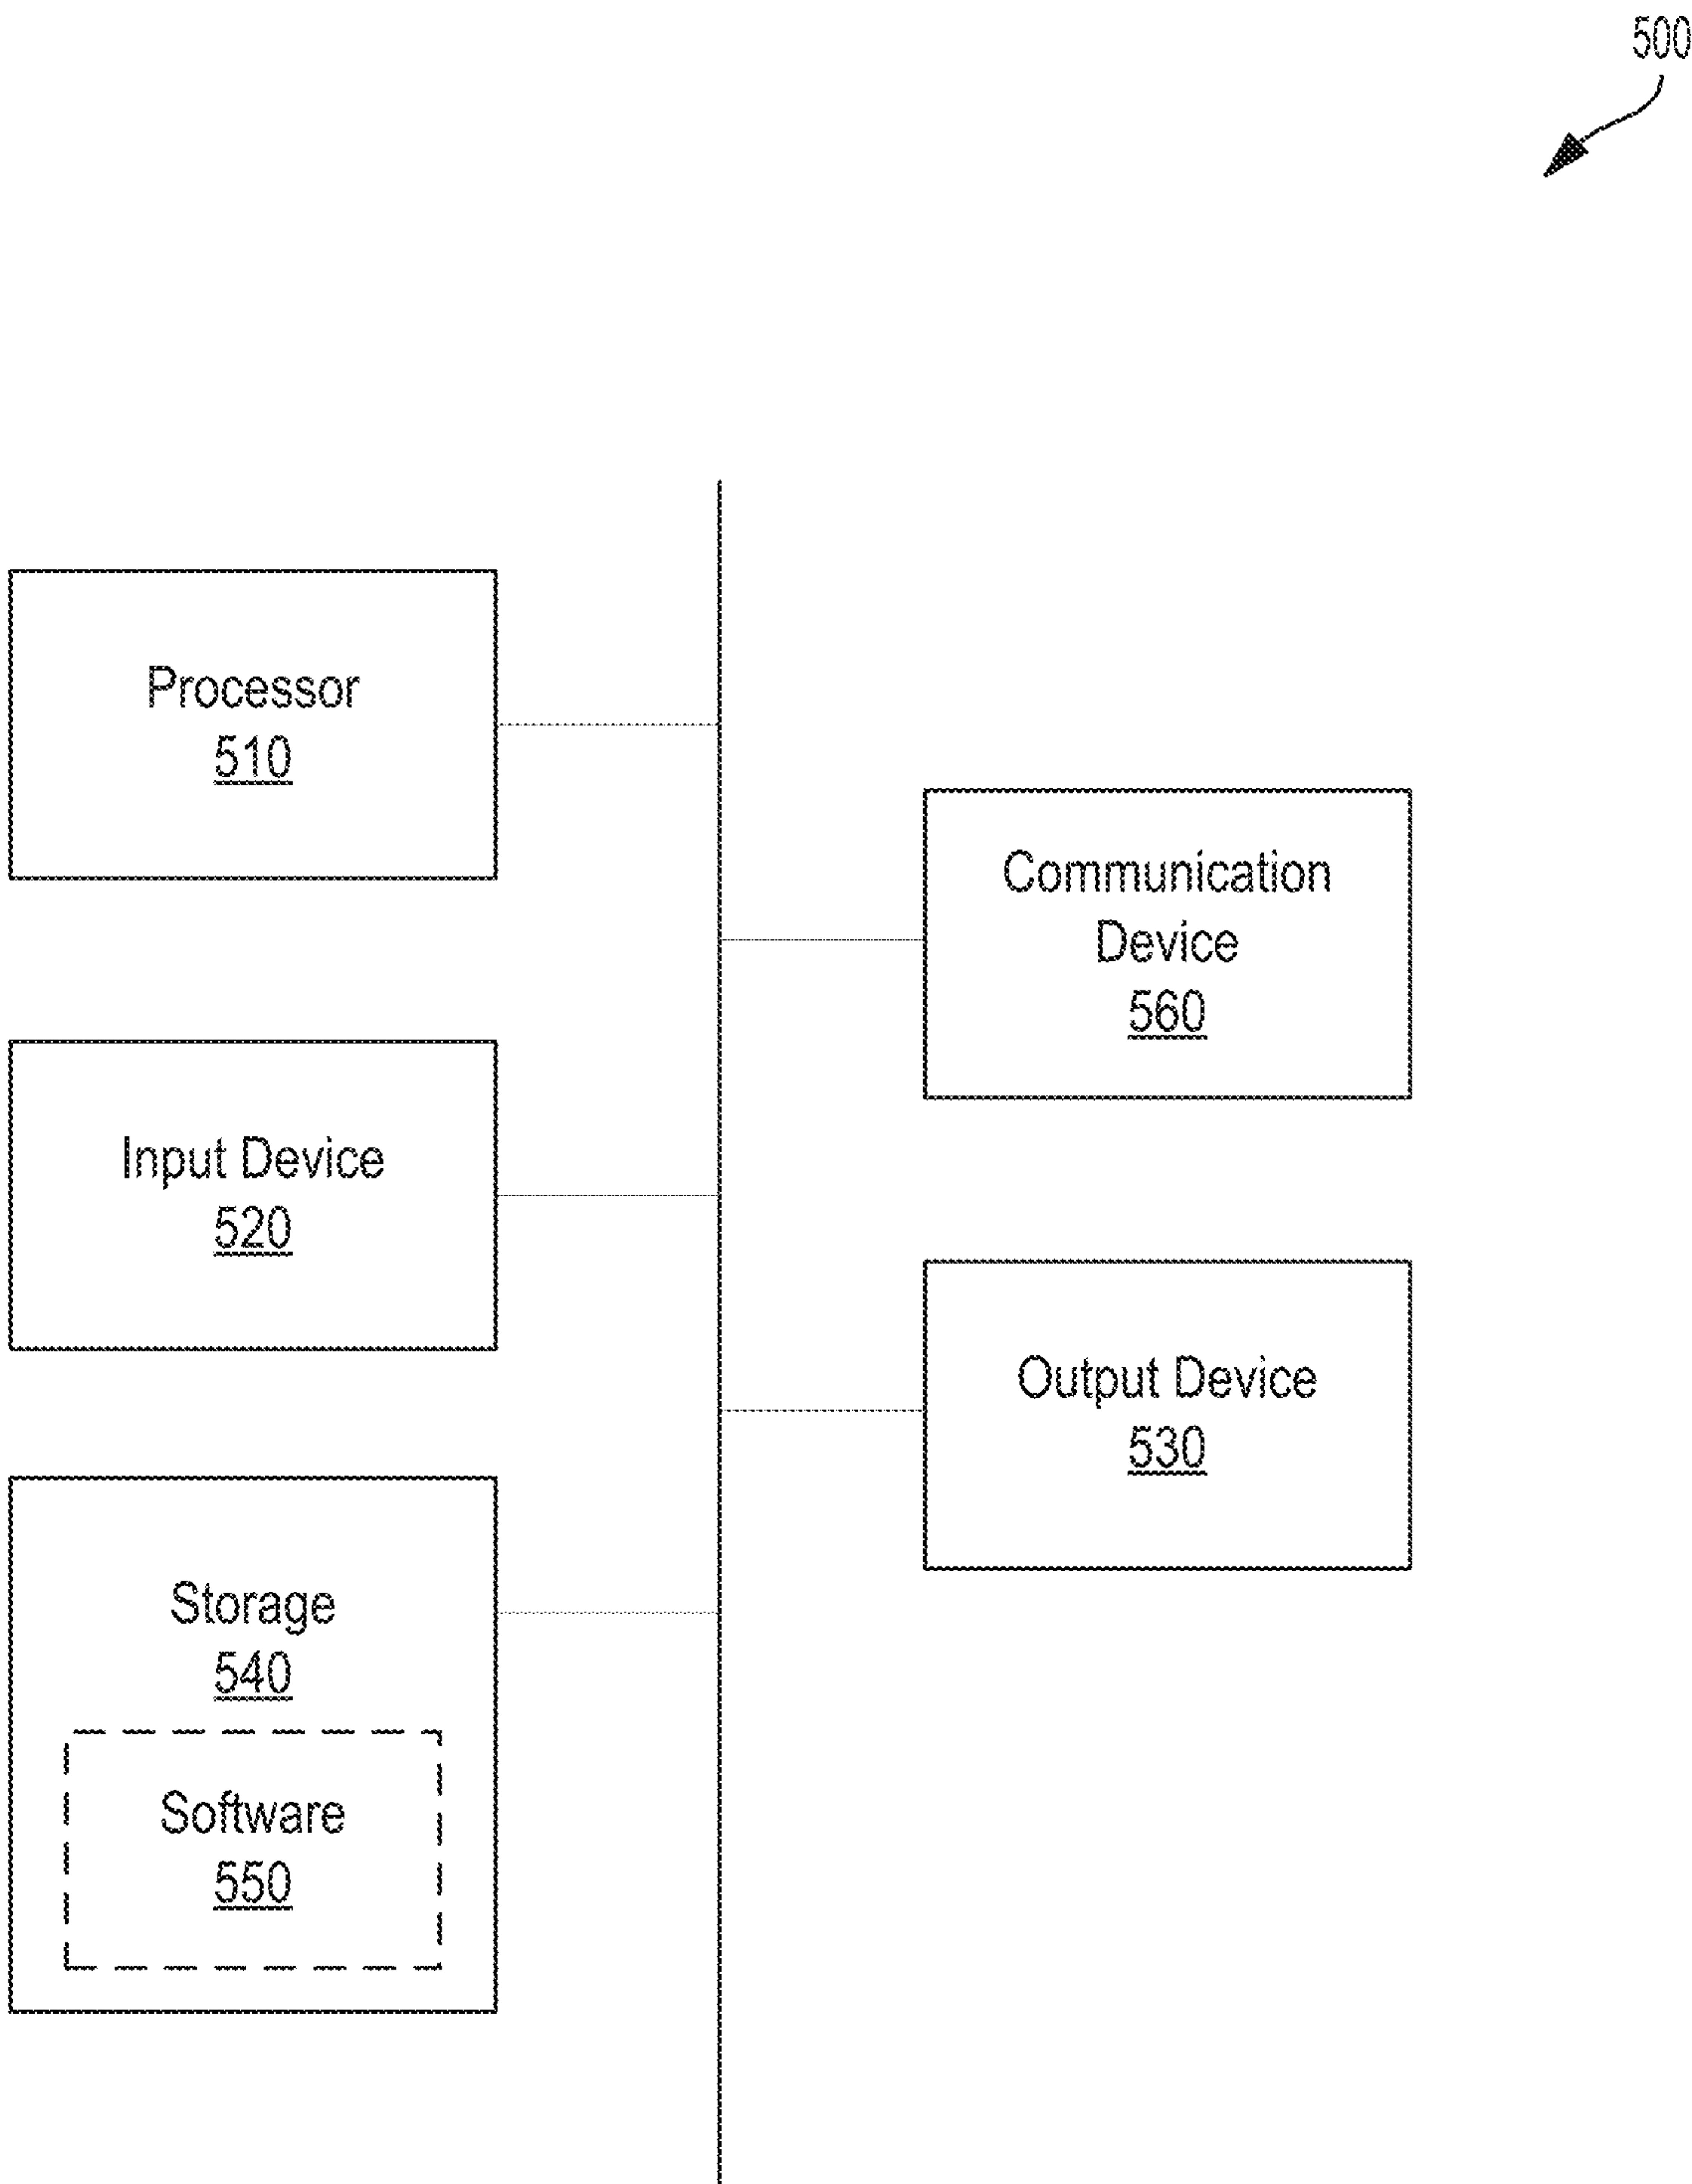 500
Processor
510
Communication
Device
560
Input Device
520
Output Device
530
Storage
540
Software
550